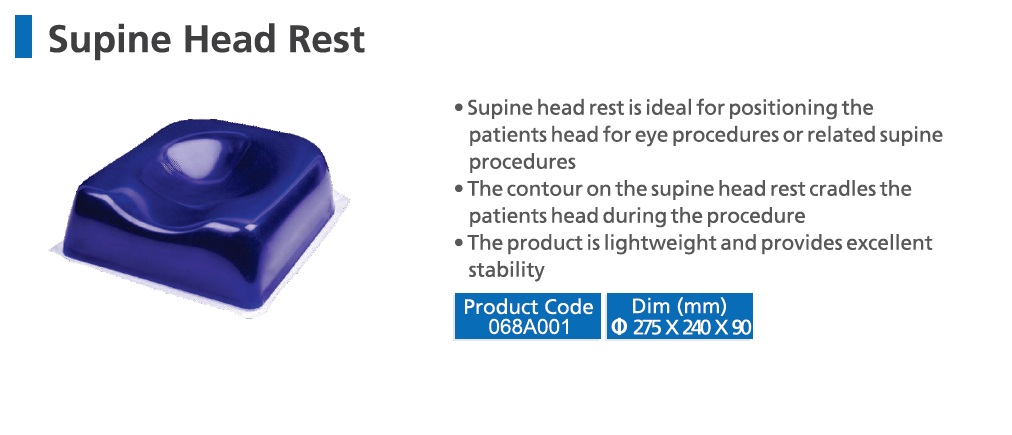 Supine Head Rest
• Supine head rest is ideal for positioning the
patients head for eye procedures or related supine
procedures
• The contour on the supine head rest cradles the
patients head during the procedure
• The product is lightweight and provides excellent
stability
Product Code
068A001
Dim (mm)
Φ 275 X 240 X 90